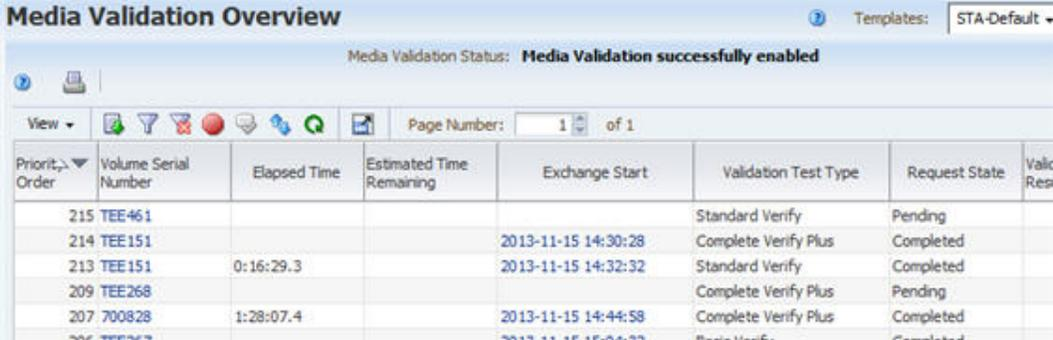 Media Validation Overview
Templates: STA-Default
Media Validation Status: Media Validation successfully enabled
View Page Number: 1 of 1
Priorit Order Volume Serial Number Elapsed Time Estimated Time Remaining Exchange Start Validation Test Type Request State
215 TEE461 Standard Verify Pending
214 TEE151 2013-11-15 14:30:28 Complete Verify Plus Completed
213 TEE151 0:16:29.3 2013-11-15 14:32:32 Standard Verify Completed
209 TEE268 Complete Verify Plus Pending
207 700828 1:28:07.4 2013-11-15 14:44:58 Complete Verify Plus Completed